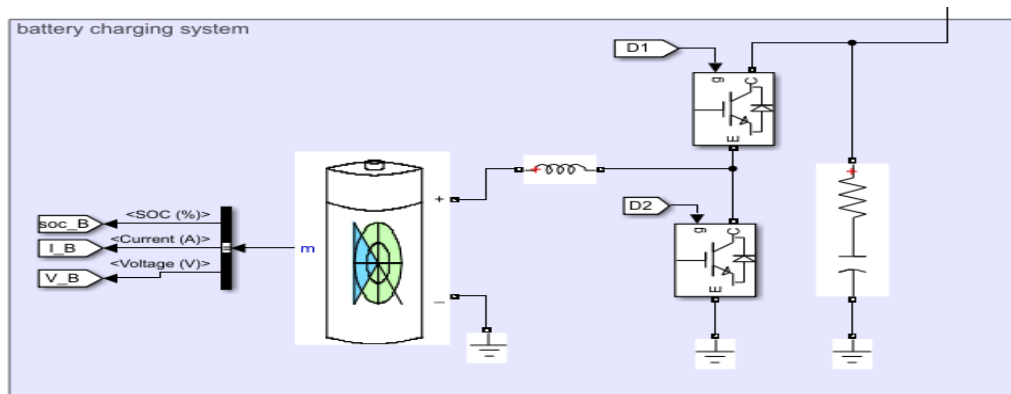 battery charging system
D1
g
C
E
+
<SOC (%)>
soc_B
D2
g
C
<Current (A)>
I_B
m
<Voltage (V)>
V_B
E
_